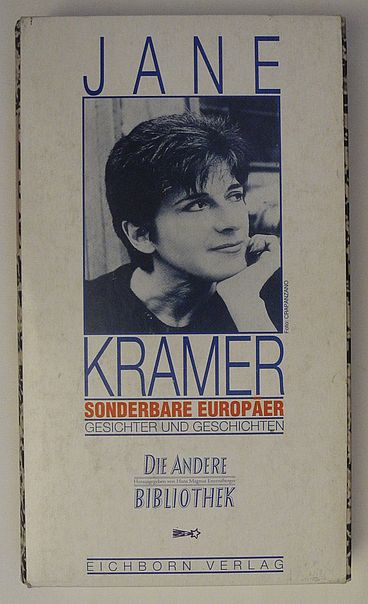 JANE
Foto: CRAPANZANO
KRAMER
SONDERBARE EUROPÄER
GESICHTER UND GESCHICHTEN
DIE ANDERE
Herausgegeben von Hans Magnus Enzensberger
BIBLIOTHEK
EICHBORN VERLAG